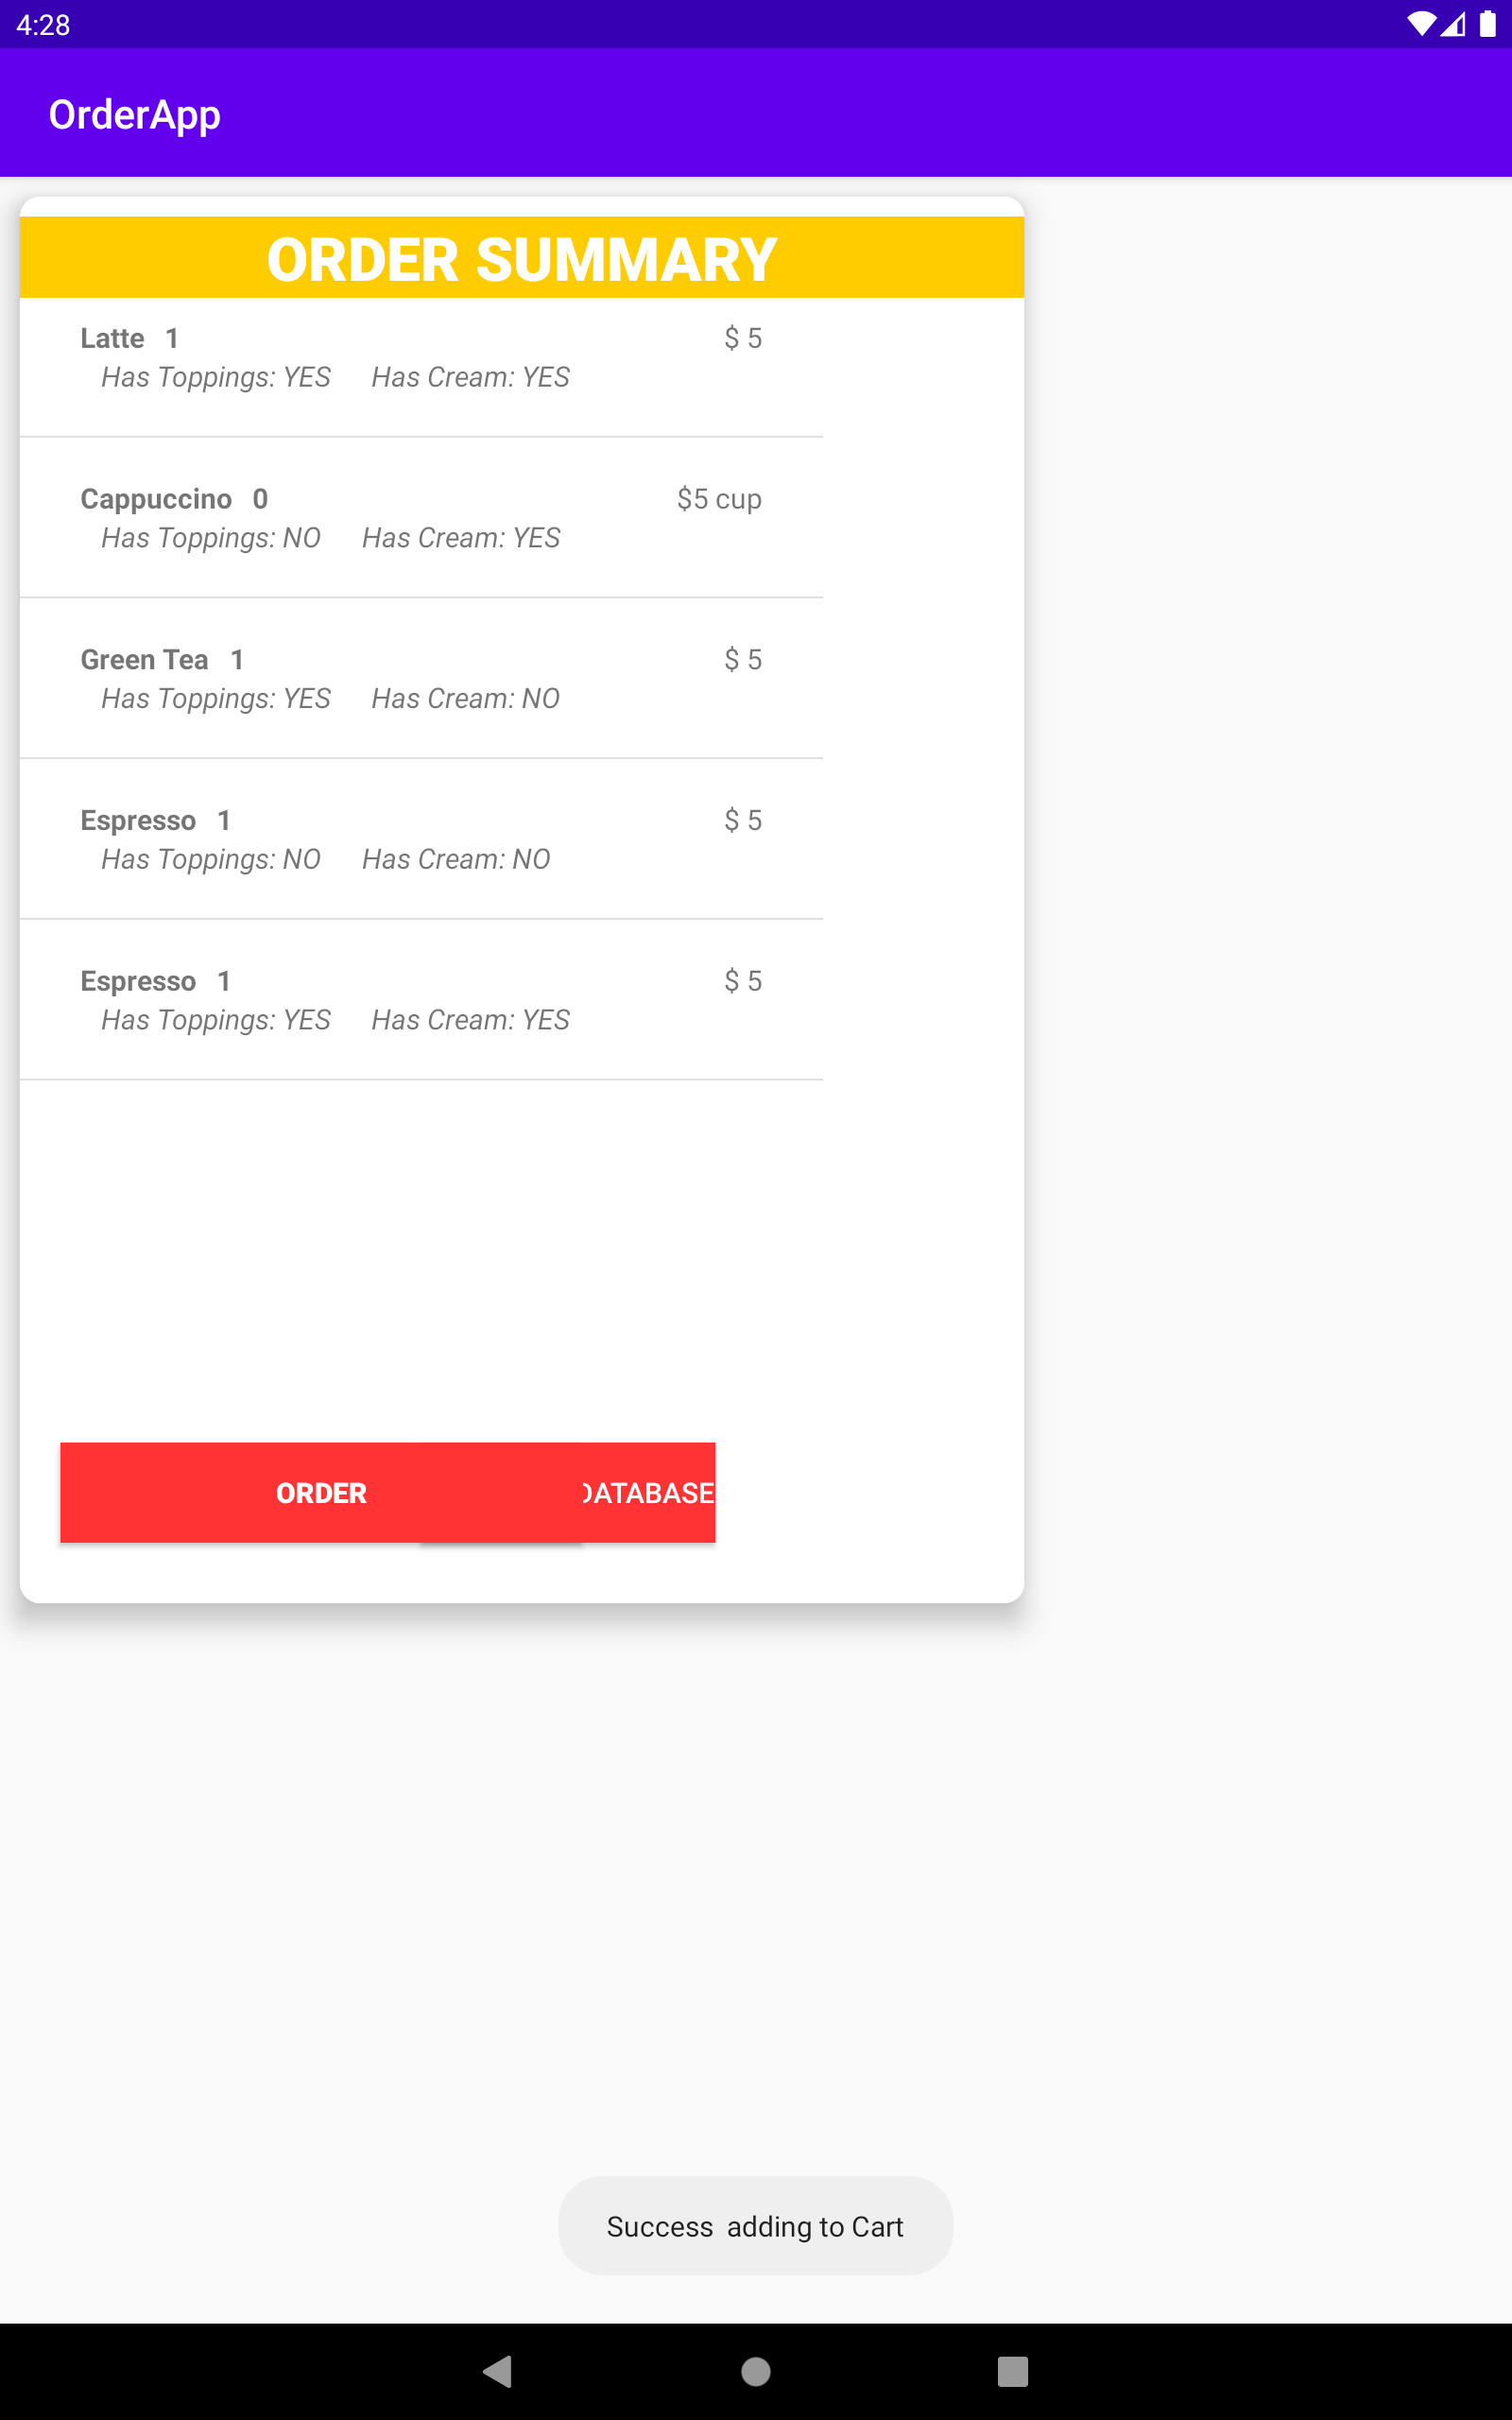 4:28
OrderApp
ORDER SUMMARY
Latte 1 $ 5
Has Toppings: YES Has Cream: YES
Cappuccino 0 $5 cup
Has Toppings: NO Has Cream: YES
Green Tea 1 $ 5
Has Toppings: YES Has Cream: NO
Espresso 1 $ 5
Has Toppings: NO Has Cream: NO
Espresso 1 $ 5
Has Toppings: YES Has Cream: YES
ORDER DATABASE
Success adding to Cart